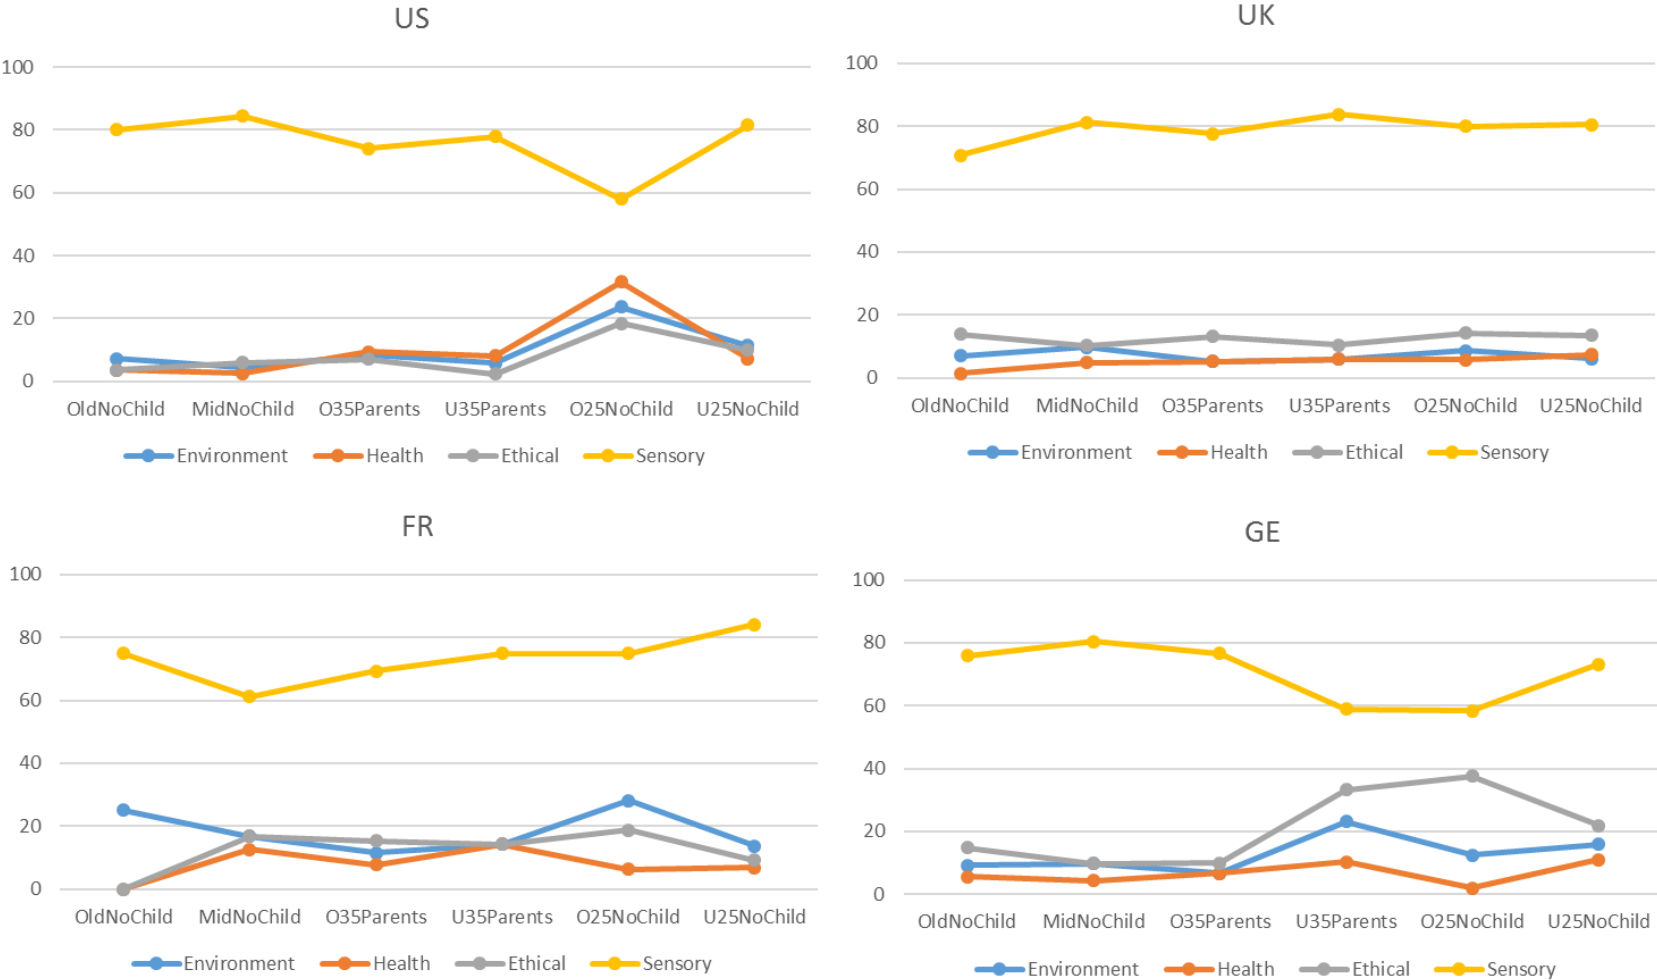 US
100
80
60
40
20
0
OldNoChild MidNoChild O35Parents U35Parents O25NoChild U25NoChild
Environment Health Ethical Sensory
UK
100
80
60
40
20
0
OldNoChild MidNoChild O35Parents U35Parents O25NoChild U25NoChild
Environment Health Ethical Sensory
FR
100
80
60
40
20
0
OldNoChild MidNoChild O35Parents U35Parents O25NoChild U25NoChild
Environment Health Ethical Sensory
GE
100
80
60
40
20
0
OldNoChild MidNoChild O35Parents U35Parents O25NoChild U25NoChild
Environment Health Ethical Sensory